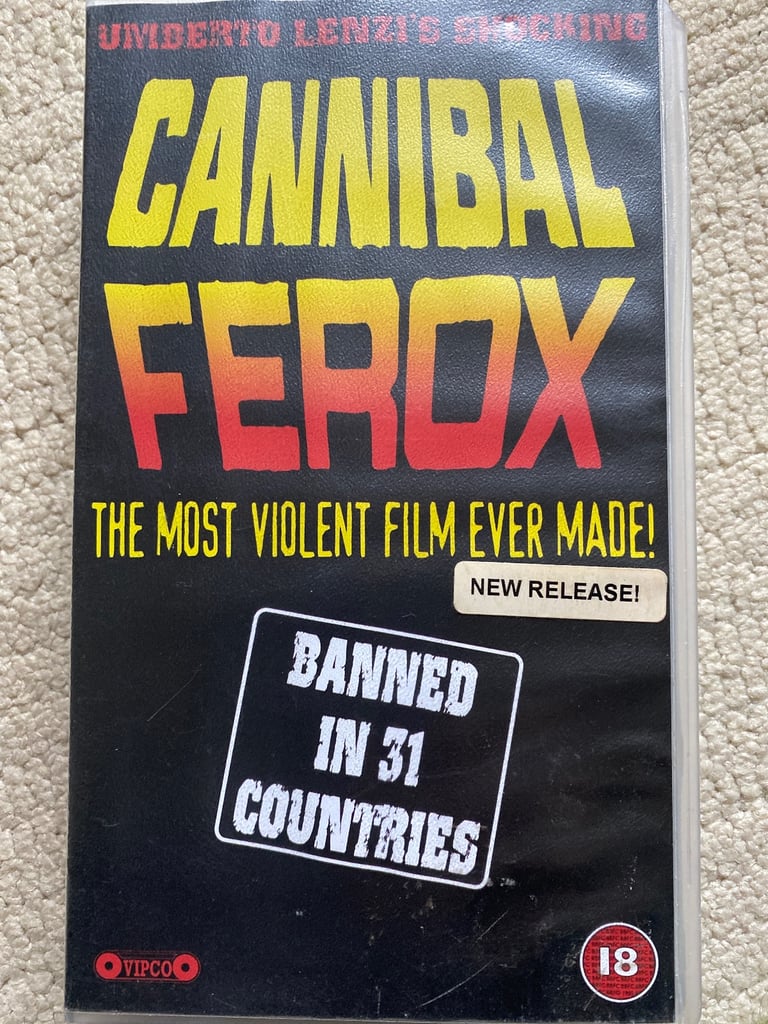 UMBERTO LENZI'S SHOCKING
CANNIBAL
FEROX
THE MOST VIOLENT FILM EVER MADE!
NEW RELEASE!
BANNED
IN 31
COUNTRIES
VIPCO
18